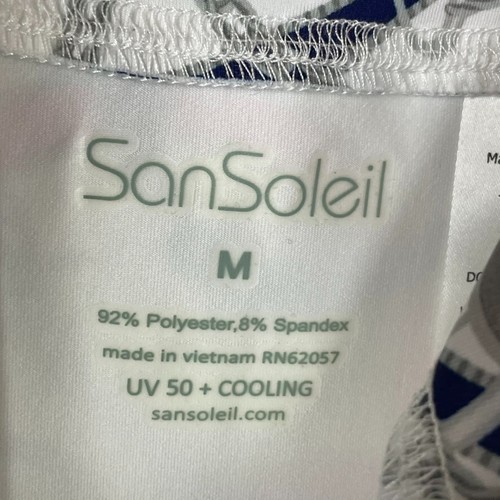 SanSoleil
M
92% Polyester,8% Spandex
made in vietnam RN62057
UV 50 + COOLING
sansoleil.com